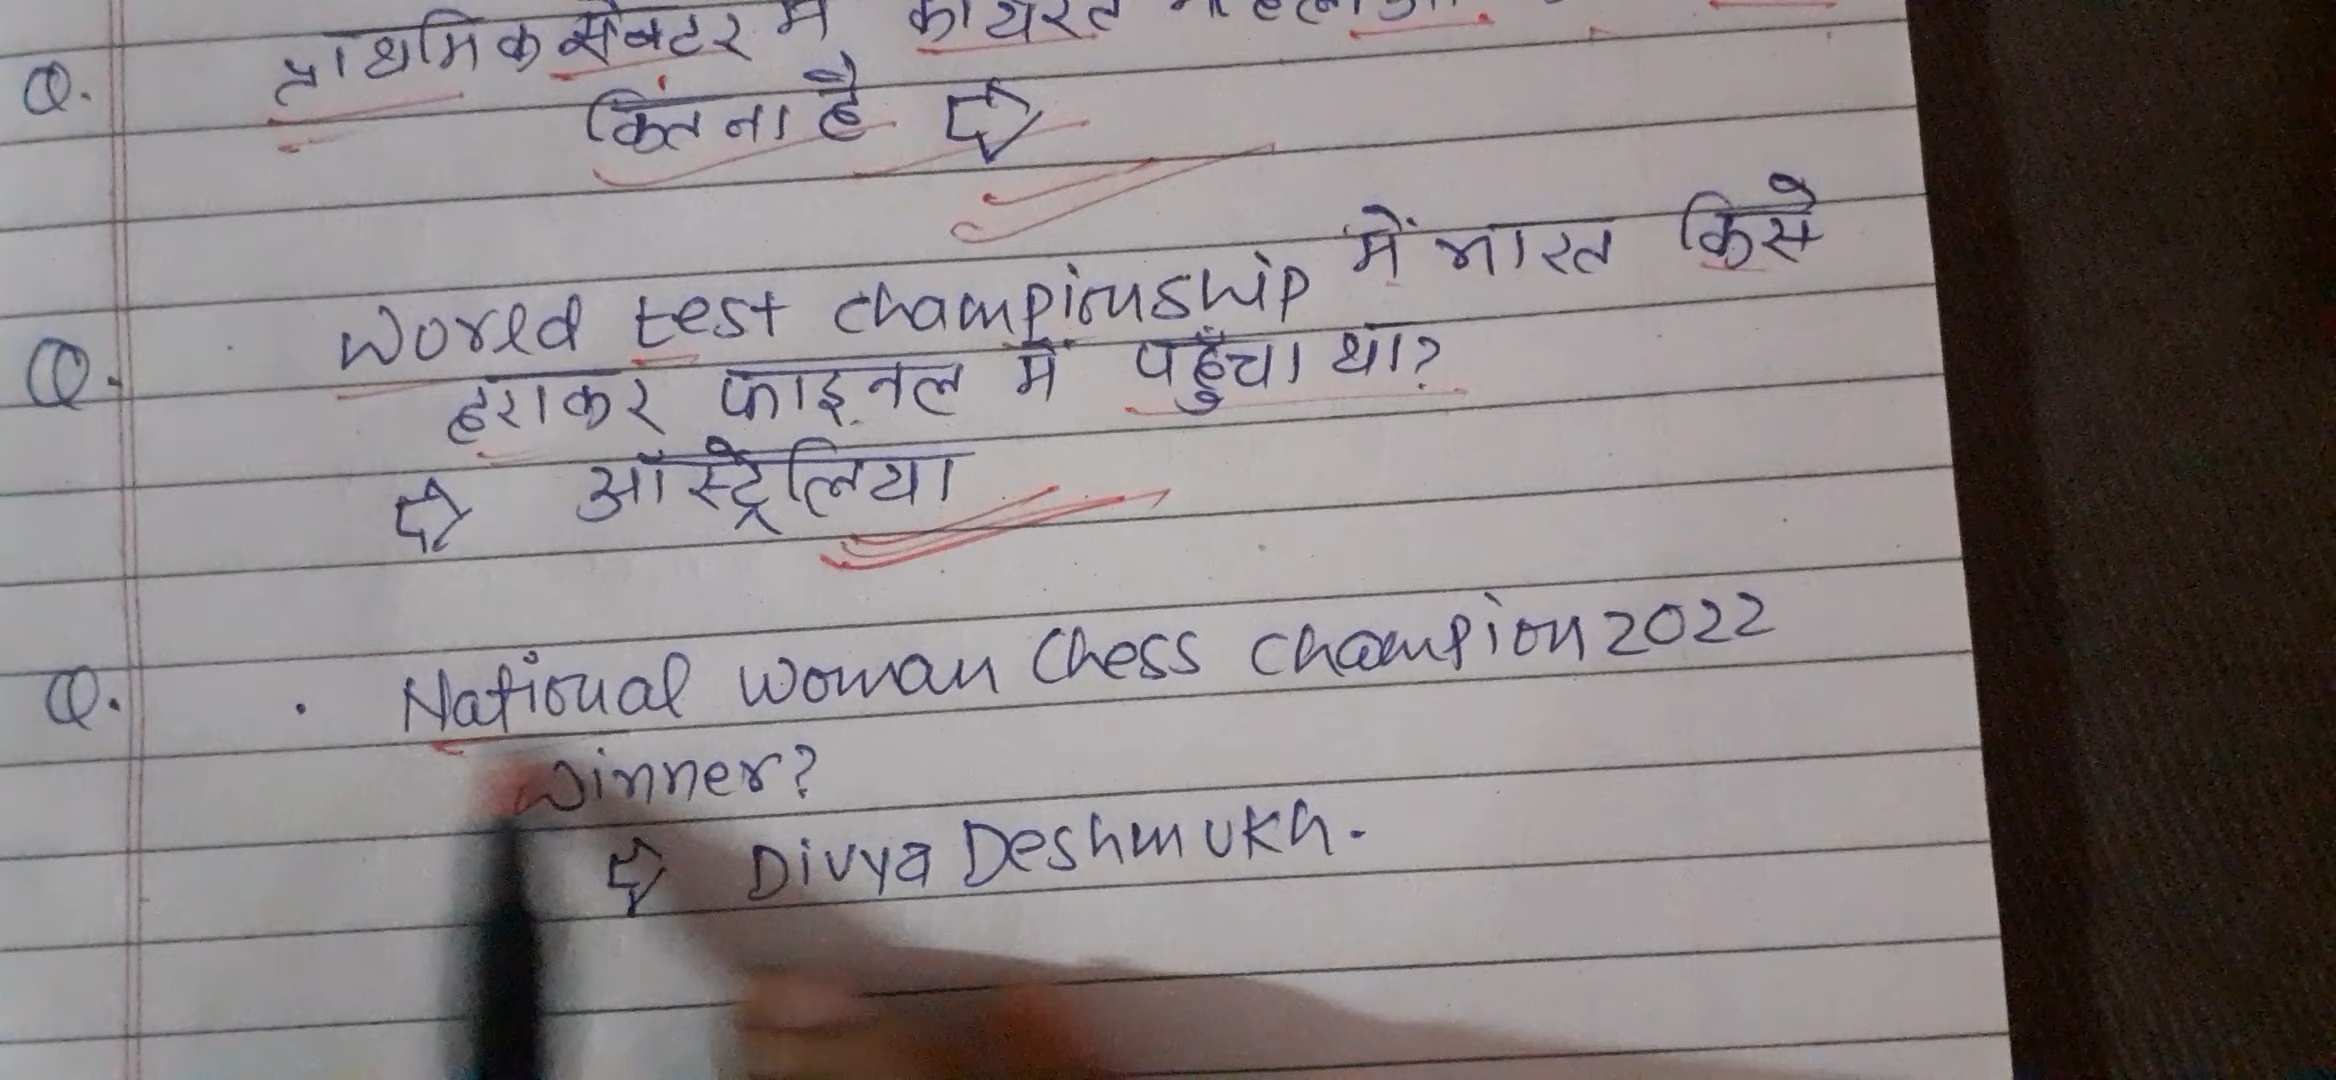 Q. प्राथमिक सेक्टर में कार्यरत महिलाओं
कितना है ⇨
Q. World test championship में भारत किसे
हराकर फाइनल में पहुँचा था?
⇨ ऑस्ट्रेलिया
Q. National woman Chess Champion 2022
winner?
⇨ Divya Deshmukh.